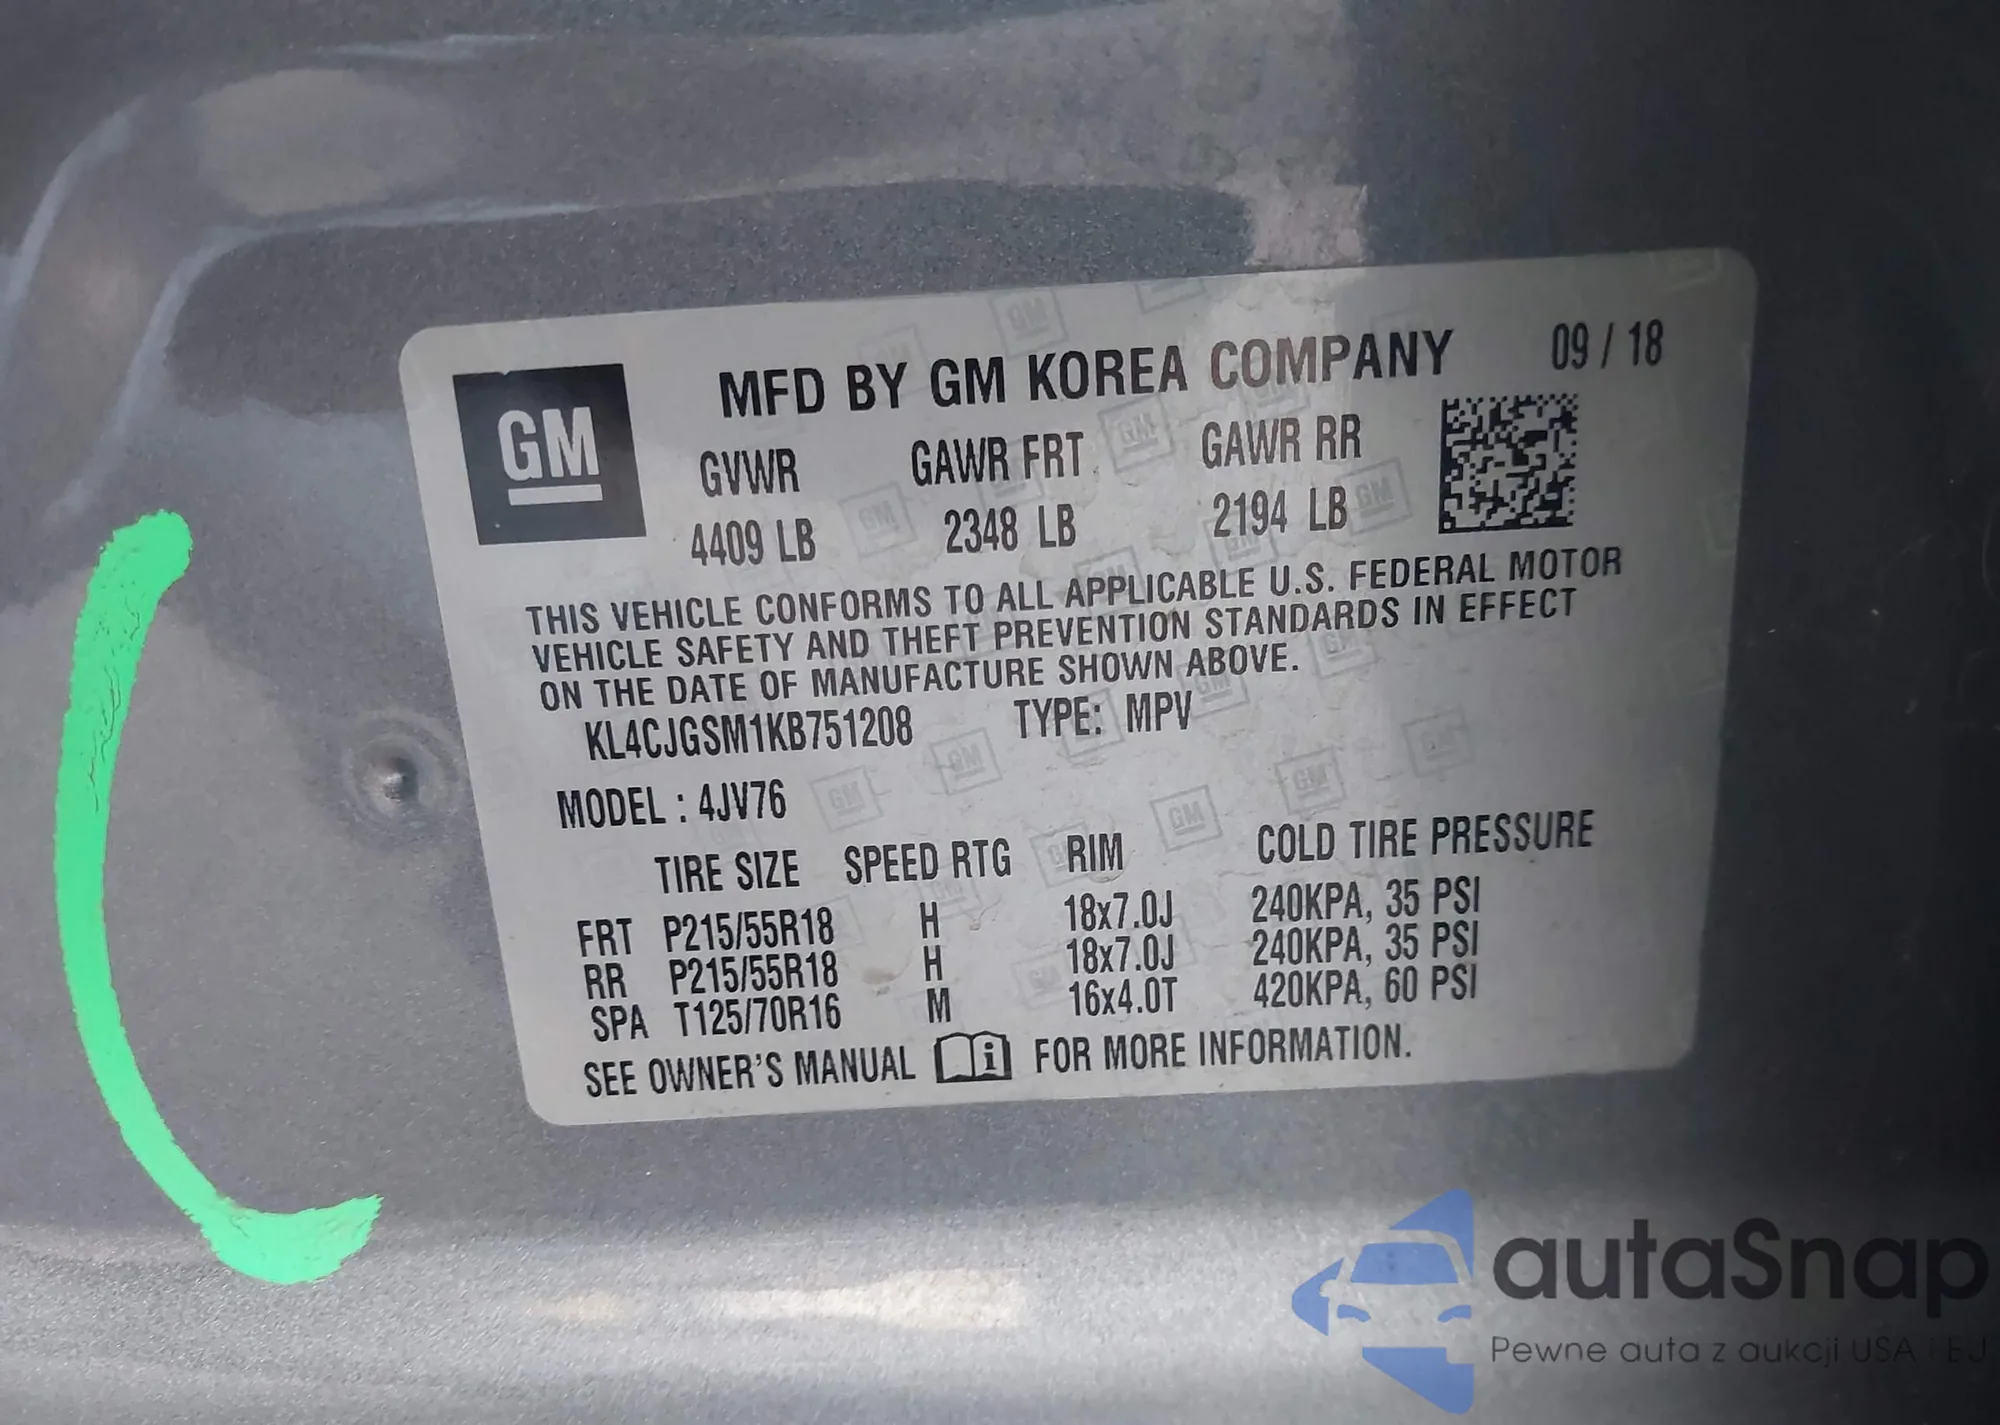 MFD BY GM KOREA COMPANY 09 / 18
GM
GVWR GAWR FRT GAWR RR
4409 LB 2348 LB 2194 LB
THIS VEHICLE CONFORMS TO ALL APPLICABLE U.S. FEDERAL MOTOR
VEHICLE SAFETY AND THEFT PREVENTION STANDARDS IN EFFECT
ON THE DATE OF MANUFACTURE SHOWN ABOVE.
KL4CJGSM1KB751208 TYPE: MPV
MODEL : 4JV76
TIRE SIZE SPEED RTG RIM COLD TIRE PRESSURE
FRT P215/55R18 H 18x7.0J 240KPA, 35 PSI
RR P215/55R18 H 18x7.0J 240KPA, 35 PSI
SPA T125/70R16 M 16x4.0T 420KPA, 60 PSI
SEE OWNER'S MANUAL i FOR MORE INFORMATION.
autaSnap
Pewne auta z aukcji USA i EJ